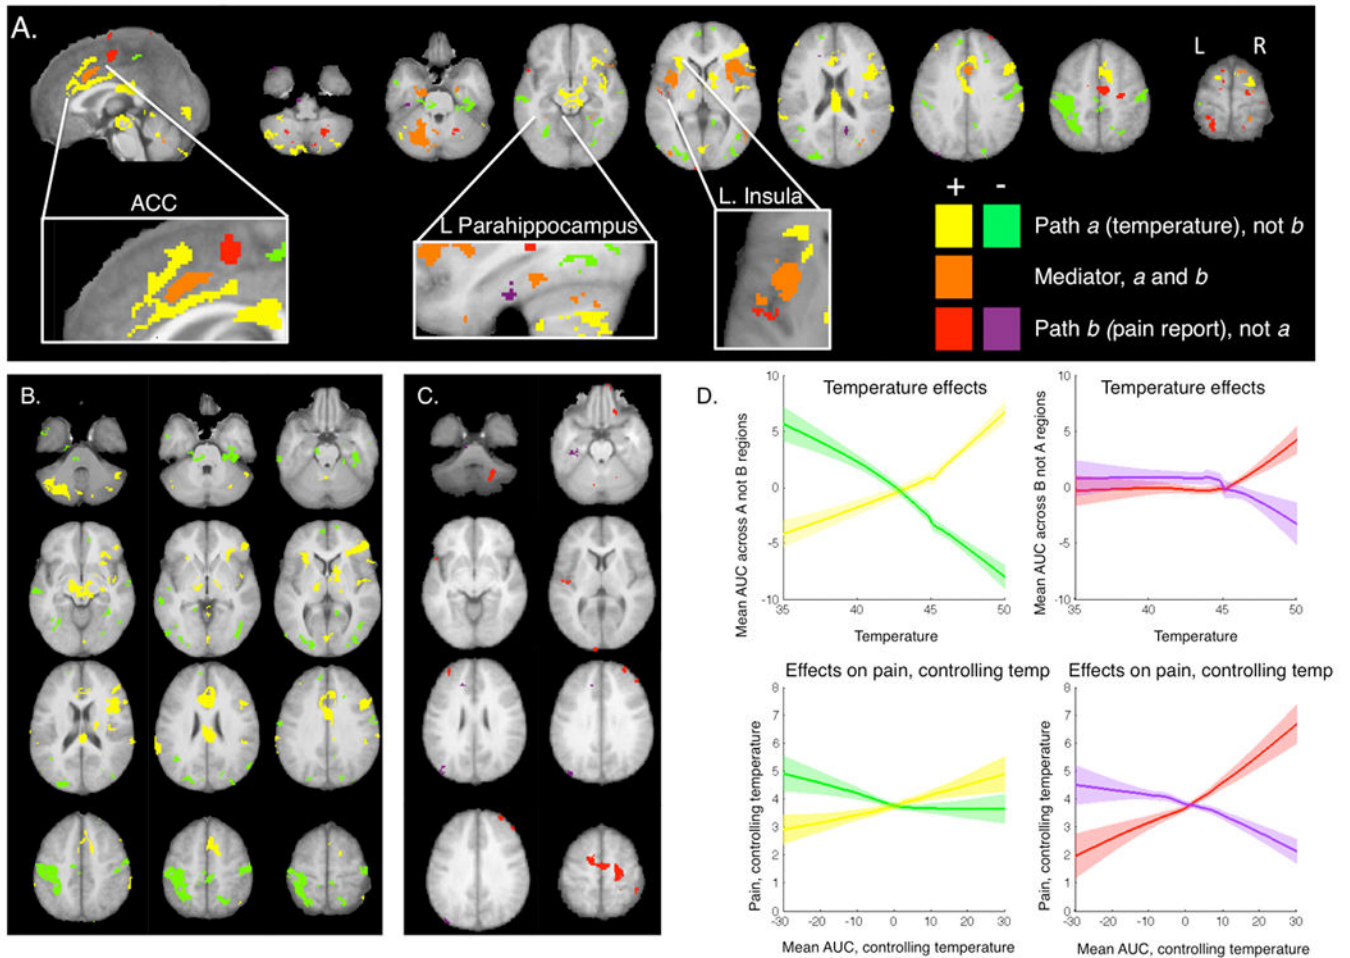 A.
L R
ACC
L Parahippocampus
L. Insula
+ -
Path a (temperature), not b
Mediator, a and b
Path b (pain report), not a
B.
C.
D.
Temperature effects
Mean AUC across A not B regions
10
5
0
-5
-10
35 40 45 50
Temperature
Temperature effects
Mean AUC across B not A regions
10
5
0
-5
-10
35 40 45 50
Temperature
Effects on pain, controlling temp
Pain, controlling temperature
8
7
6
5
4
3
2
1
0
-30 -20 -10 0 10 20 30
Mean AUC, controlling temperature
Effects on pain, controlling temp
Pain, controlling temperature
8
7
6
5
4
3
2
1
0
-30 -20 -10 0 10 20 30
Mean AUC, controlling temperature